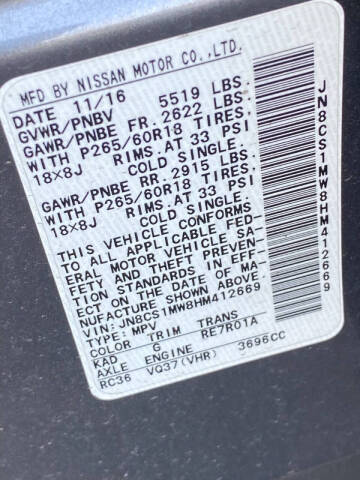 MFD BY NISSAN MOTOR CO.,LTD.
DATE 11/16
GVWR/PNBV 5519 LBS.
GAWR/PNBE FR. 2622 LBS.
WITH P265/60R18 TIRES,
18X8J RIMS.AT 33 PSI
COLD SINGLE.
GAWR/PNBE RR. 2915 LBS.
WITH P265/60R18 TIRES,
18X8J RIMS.AT 33 PSI
COLD SINGLE.
THIS VEHICLE CONFORMS
TO ALL APPLICABLE FED-
ERAL MOTOR VEHICLE SA-
FETY AND THEFT PREVEN-
TION STANDARDS IN EFF-
ECT ON THE DATE OF MA-
NUFACTURE SHOWN ABOVE.
VIN:JN8CS1MW8HM412669
TYPE: MPV
COLOR TRIM TRANS
KAD G RE7R01A
AXLE ENGINE
RC36 VQ37(VHR) 3696CC
JN8CS1MW8HM412669